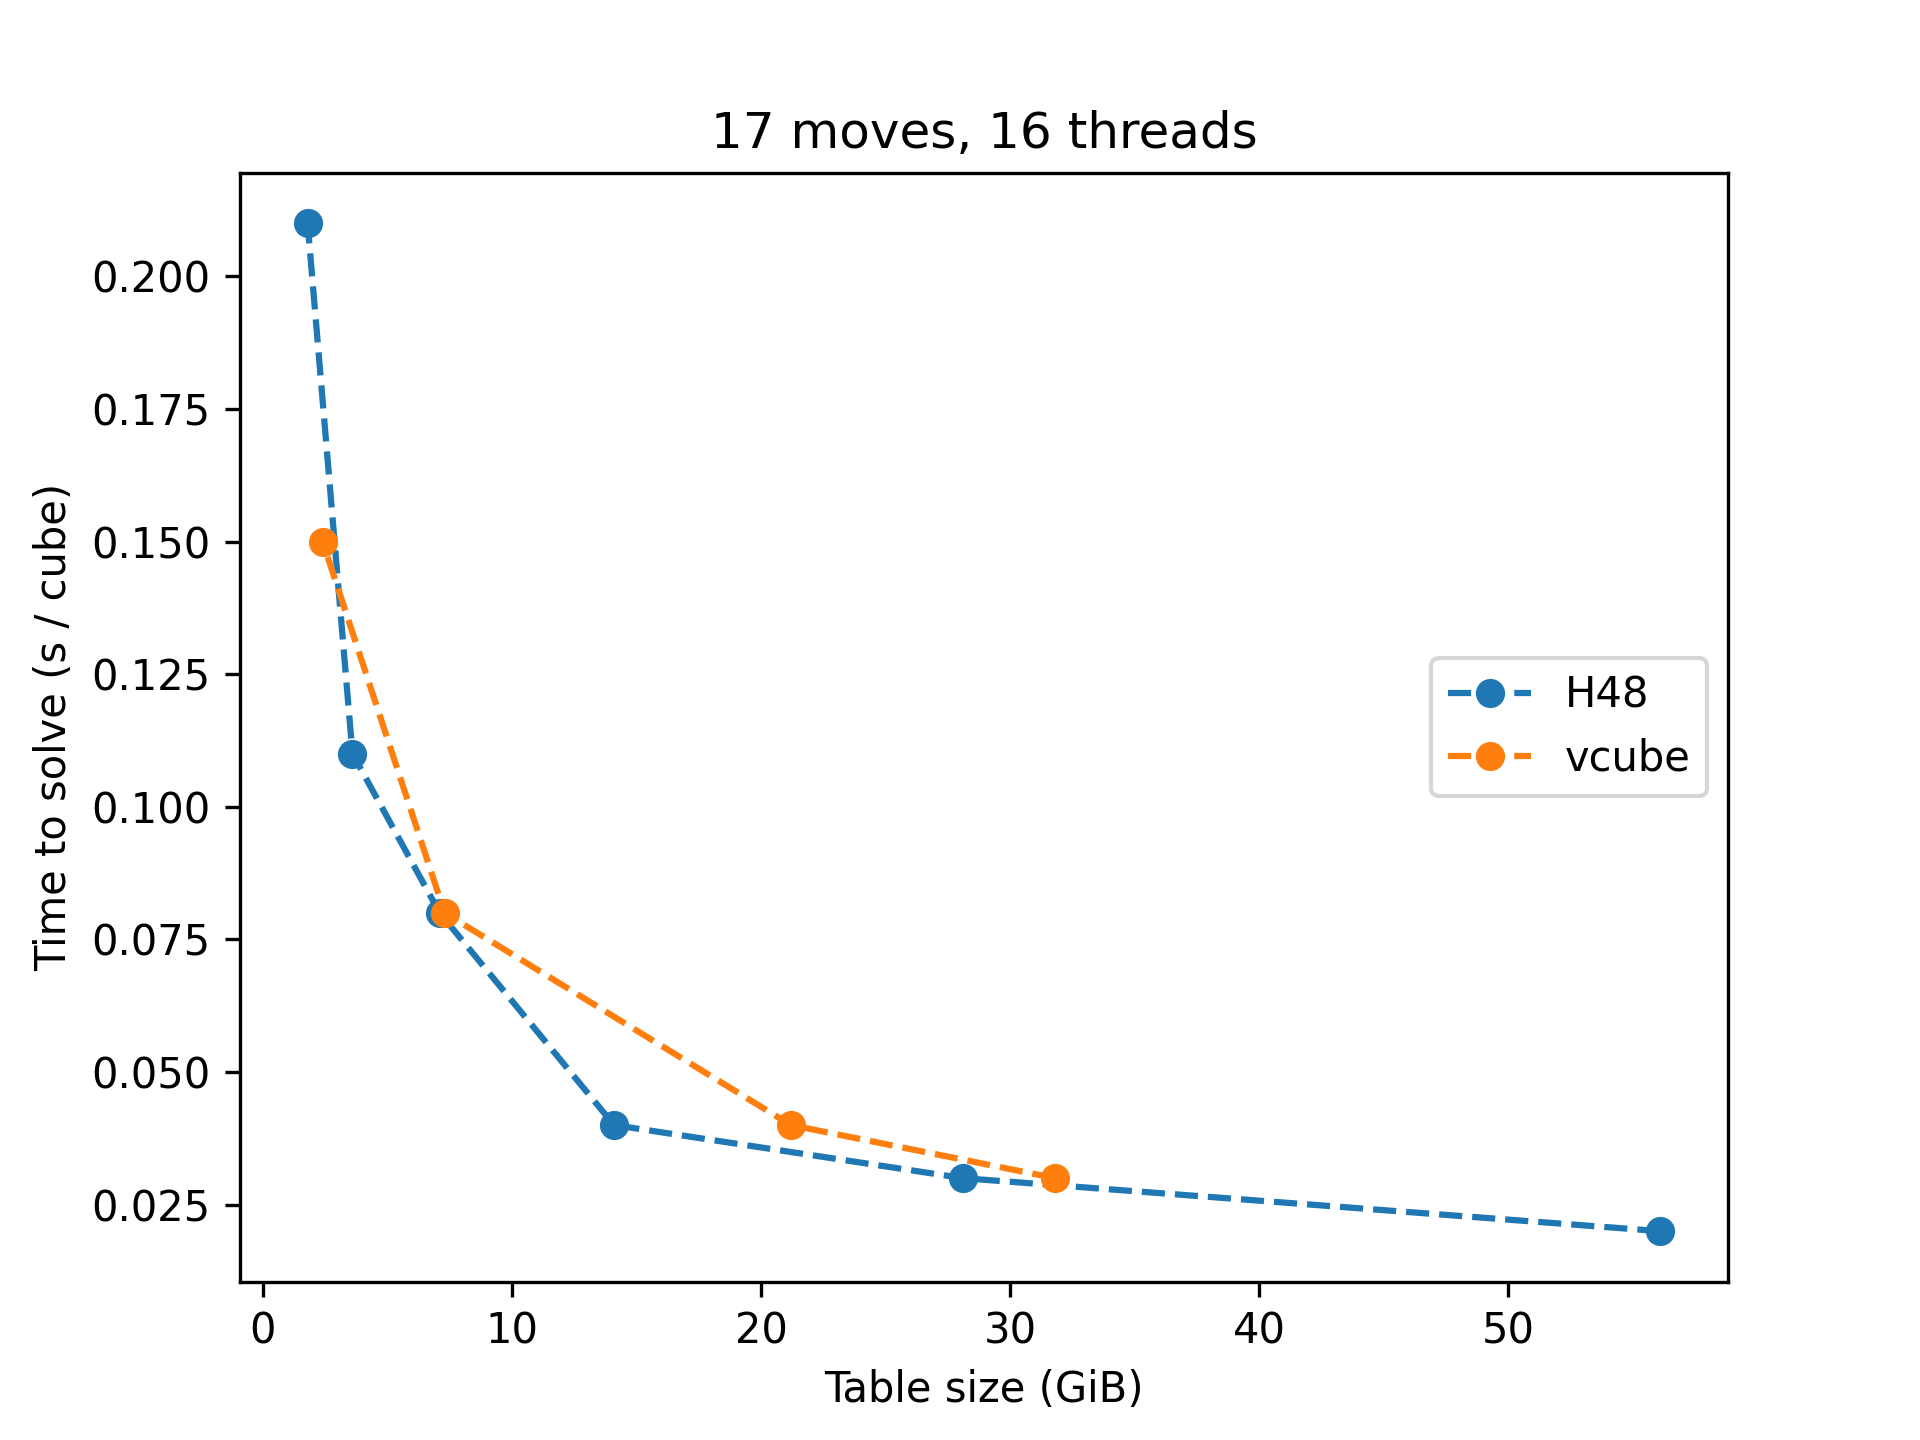 17 moves, 16 threads
Time to solve (s / cube)
0.200
0.175
0.150
0.125
0.100
0.075
0.050
0.025
H48
vcube
0 10 20 30 40 50
Table size (GiB)